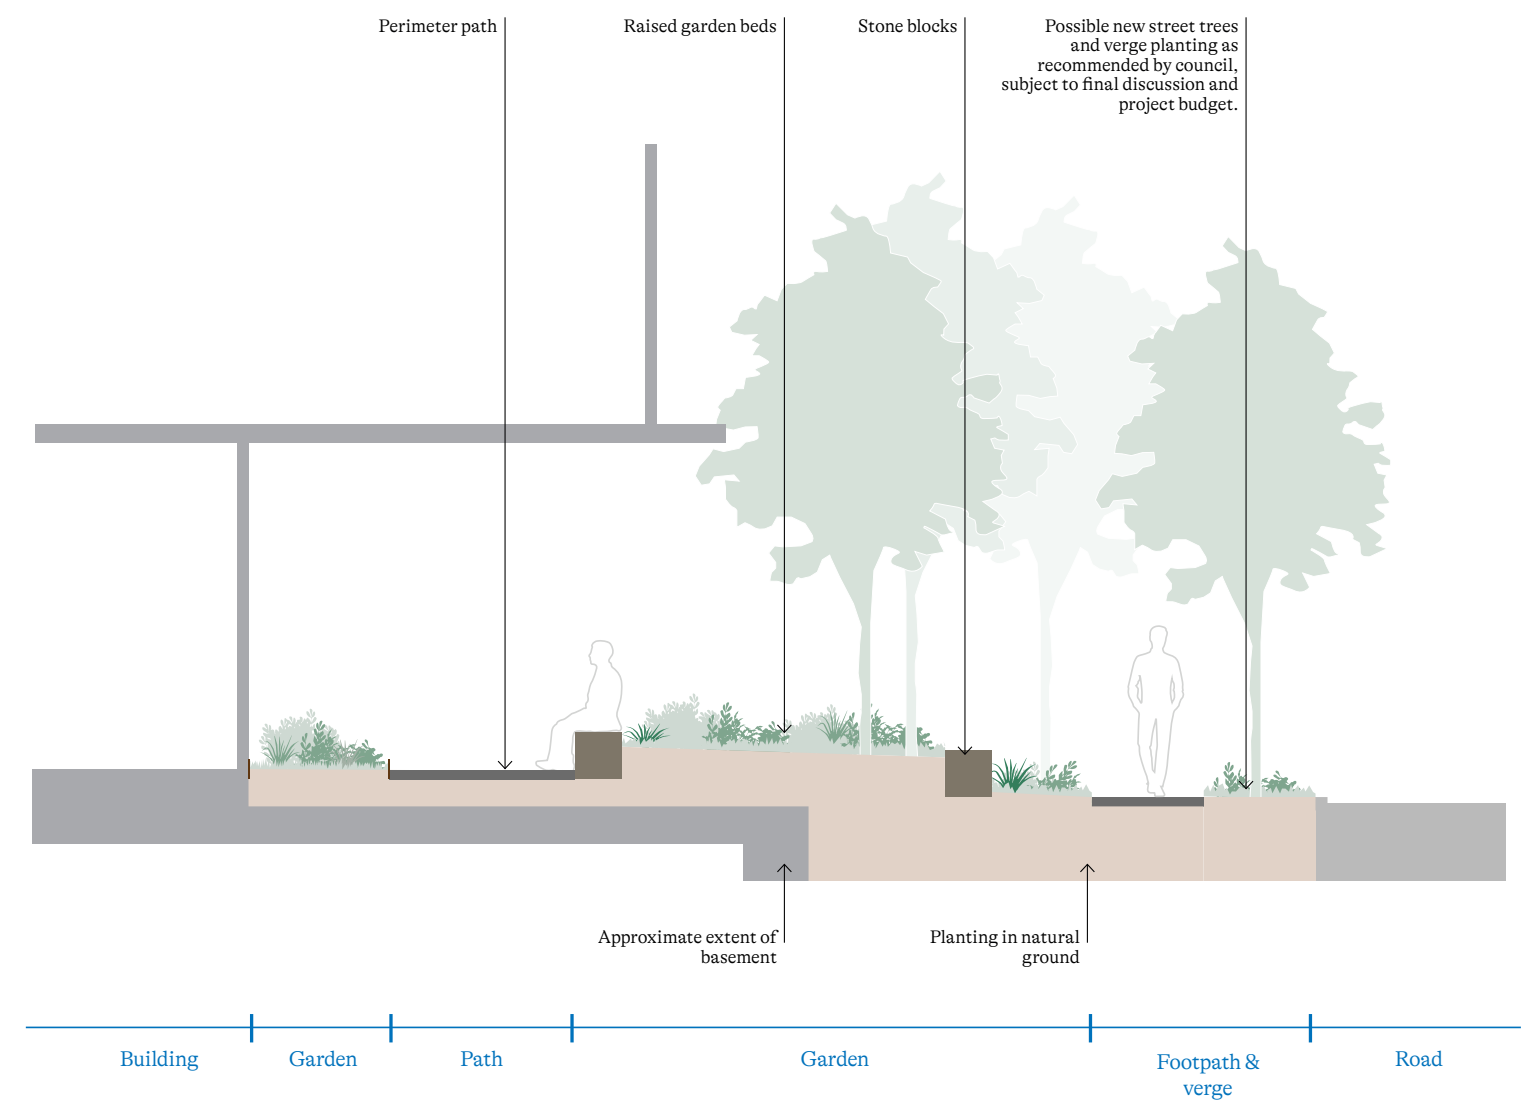 Perimeter path
Raised garden beds
Stone blocks
Possible new street trees
and verge planting as
recommended by council,
subject to final discussion and
project budget.
Approximate extent of
basement
Planting in natural
ground
Building
Garden
Path
Garden
Footpath &
verge
Road